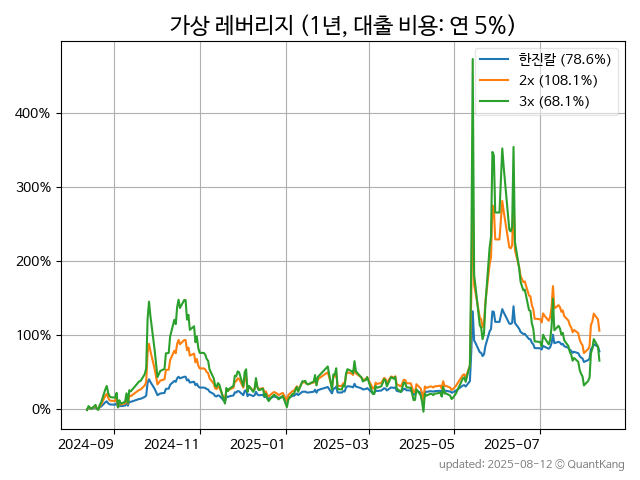 가상 레버리지 (1년, 대출 비용: 연 5%)
한진칼 (78.6%)
2x (108.1%)
3x (68.1%)
400%
300%
200%
100%
0%
2024-09 2024-11 2025-01 2025-03 2025-05 2025-07
updated: 2025-08-12 © QuantKang